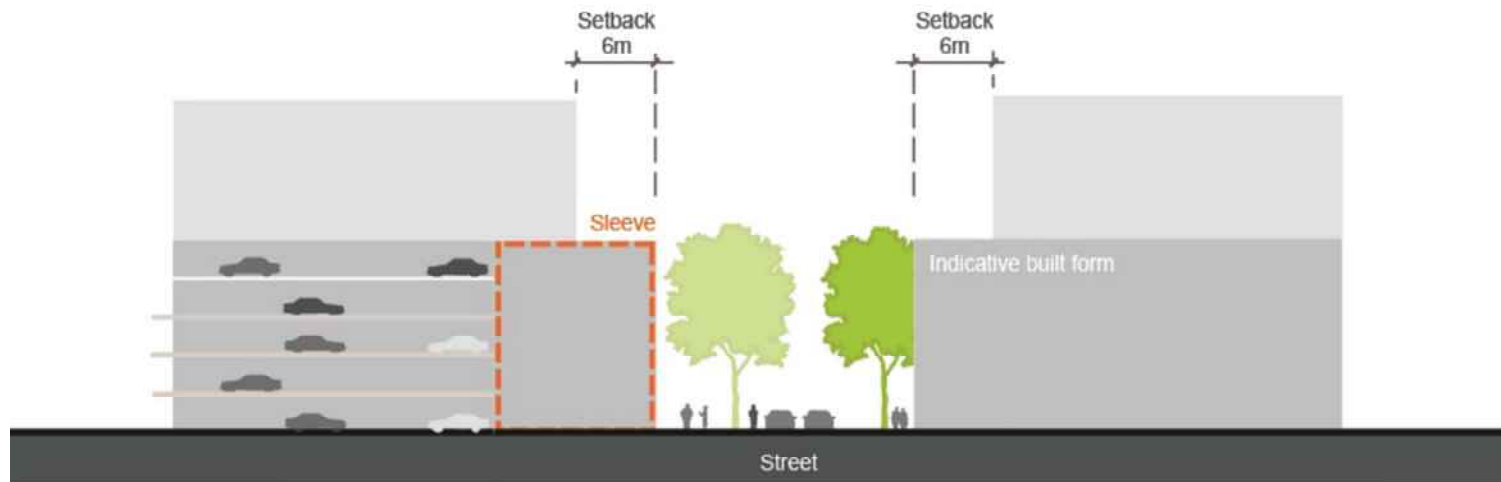 Setback
6m
Setback
6m
Sleeve
Indicative built form
Street